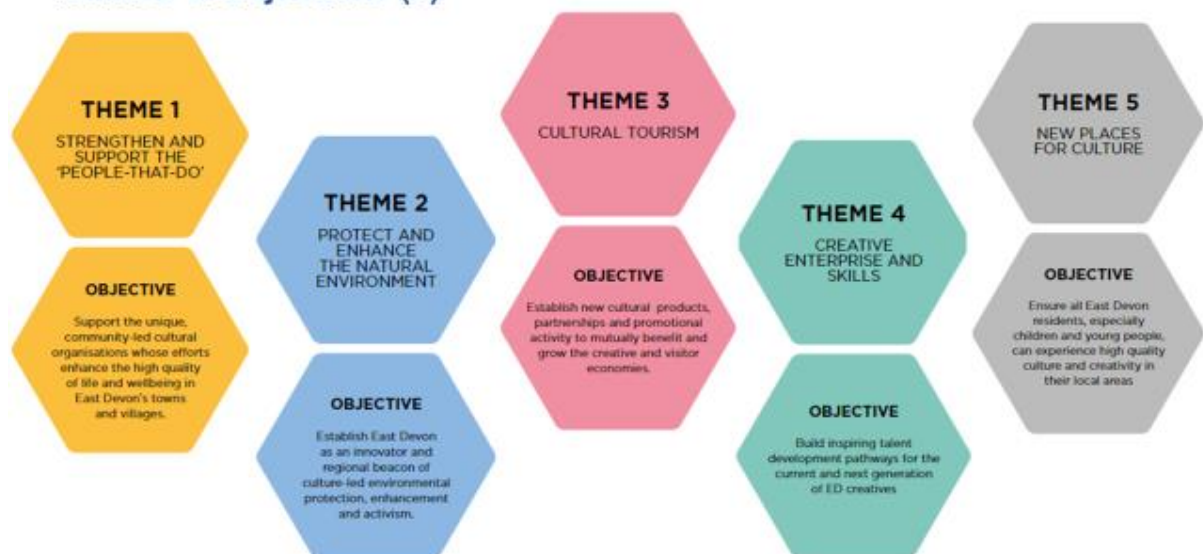 THEME 1
STRENGTHEN AND
SUPPORT THE
'PEOPLE-THAT-DO'
OBJECTIVE
Support the unique,
community-led cultural
organisations whose efforts
enhance the high quality
of life and wellbeing in
East Devon's towns
and villages.
THEME 2
PROTECT AND
ENHANCE
THE NATURAL
ENVIRONMENT
OBJECTIVE
Establish East Devon
as an innovator and
regional beacon of
culture-led environmental
protection, enhancement
and activism.
THEME 3
CULTURAL TOURISM
OBJECTIVE
Establish new cultural products,
partnerships and promotional
activity to mutually benefit and
grow the creative and visitor
economies.
THEME 4
CREATIVE
ENTERPRISE AND
SKILLS
OBJECTIVE
Build inspiring talent
development pathways for the
current and next generation
of ED creatives
THEME 5
NEW PLACES
FOR CULTURE
OBJECTIVE
Ensure all East Devon
residents, especially
children and young people,
can experience high quality
culture and creativity in
their local areas